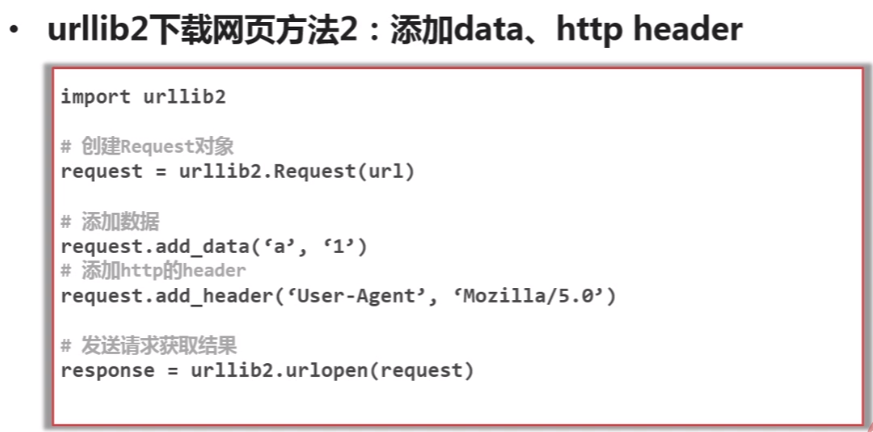 • urllib2下载网页方法2：添加data、http header
import urllib2
# 创建Request对象
request = urllib2.Request(url)
# 添加数据
request.add_data(‘a’, ‘1’)
# 添加http的header
request.add_header(‘User-Agent’, ‘Mozilla/5.0’)
# 发送请求获取结果
response = urllib2.urlopen(request)